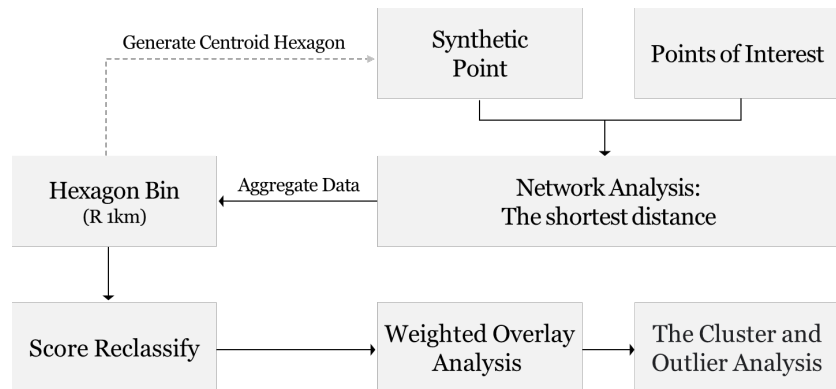 Generate Centroid Hexagon
Synthetic
Point
Points of Interest
Hexagon Bin
(R 1km)
Aggregate Data
Network Analysis:
The shortest distance
Score Reclassify
Weighted Overlay
Analysis
The Cluster and
Outlier Analysis